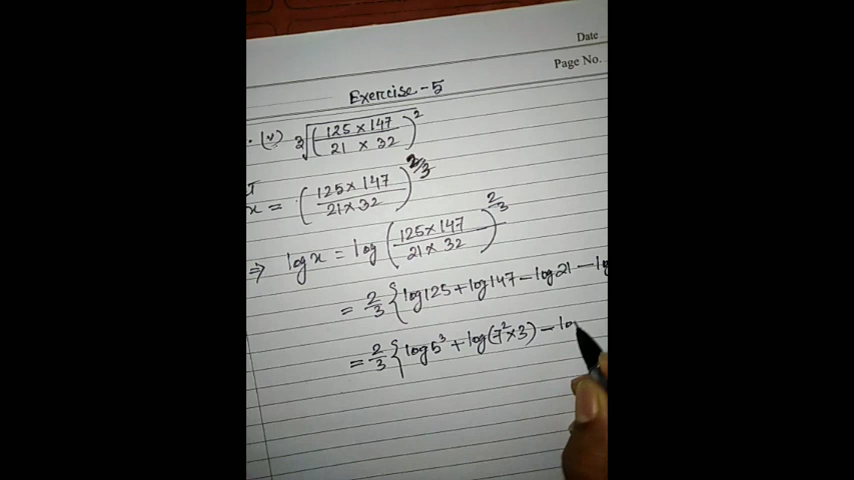 Date
Page No.
Exercise - 5
(v) ∛(125×147 / 21 × 32)²
x = (125×147 / 21×32)^2/3
⇒ log x = log (125×147 / 21× 32)^2/3
= 2/3 { log 125 + log 147 − log 21 − lo
= 2/3 { log 5³ + log (7²×3) − lo